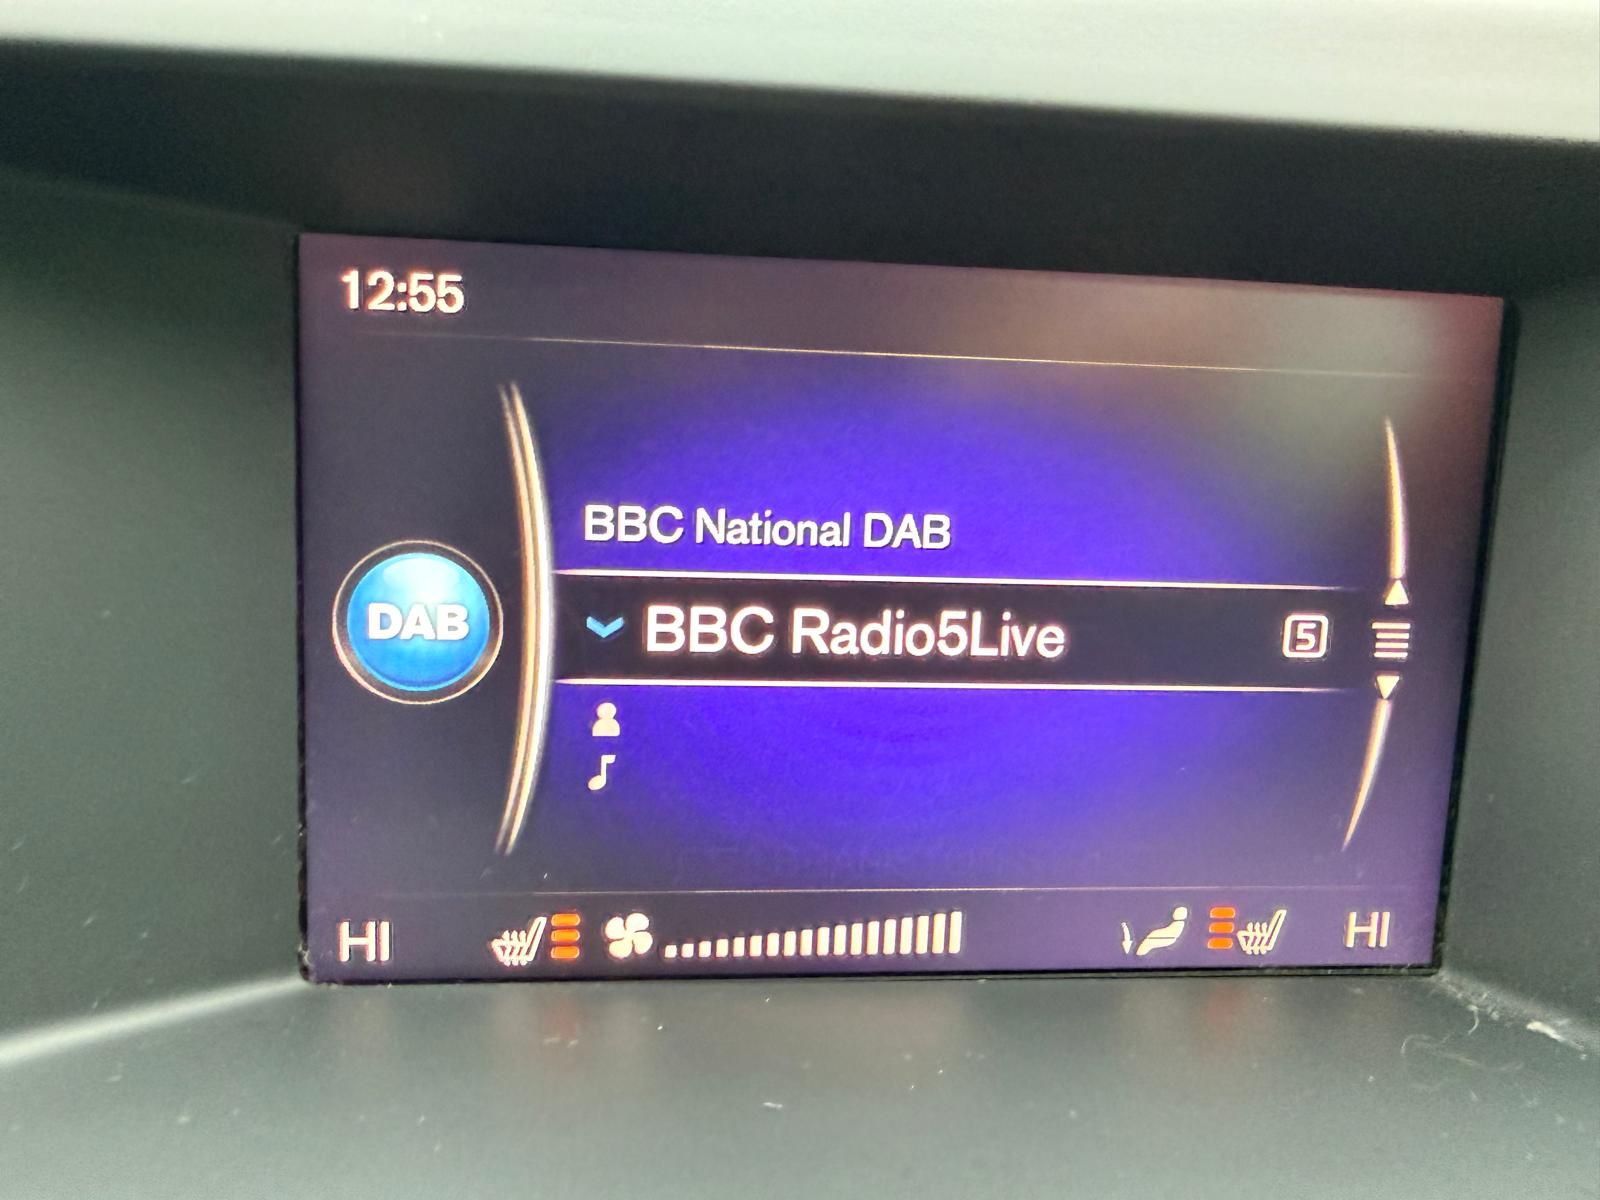 12:55
BBC National DAB
DAB
BBC Radio5Live
5
HI
HI